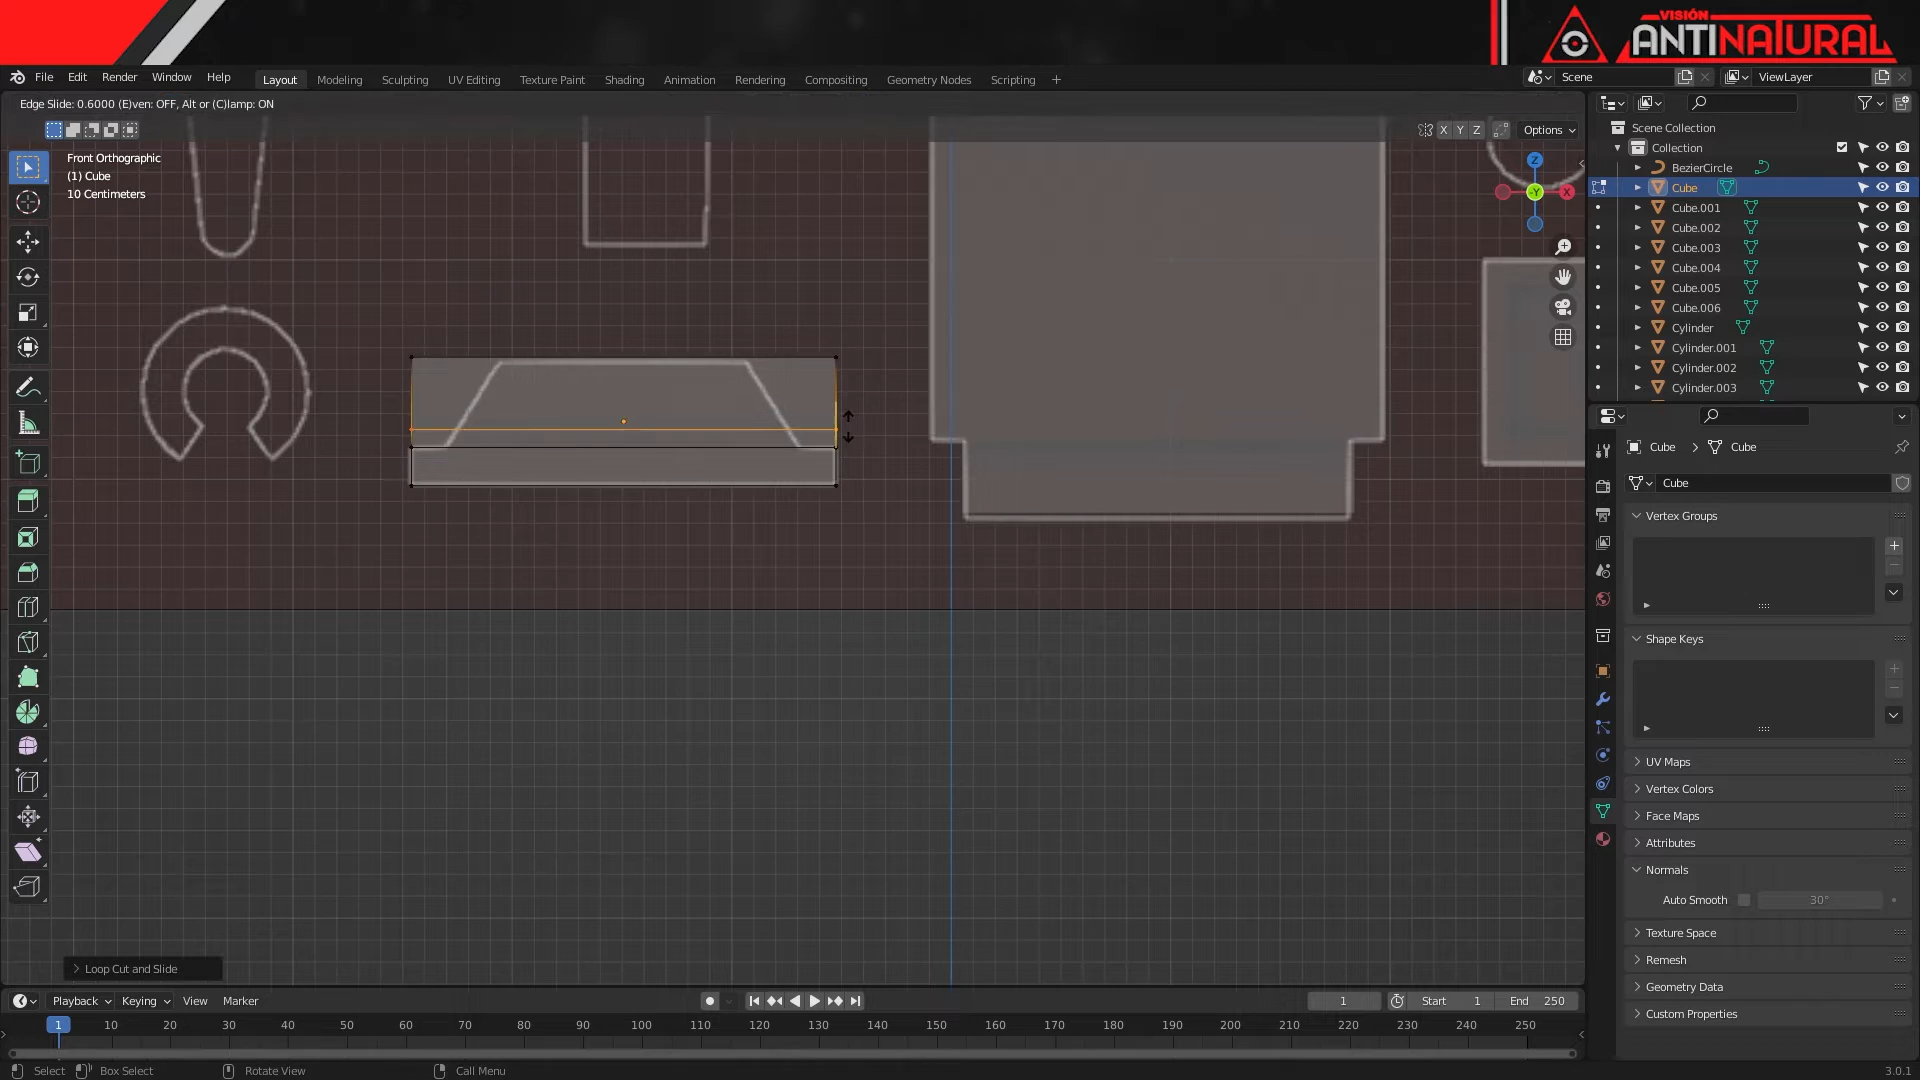 VISIÓN
ANTINATURAL
File Edit Render Window Help
Layout Modeling Sculpting UV Editing Texture Paint Shading Animation Rendering Compositing Geometry Nodes Scripting +
Scene
ViewLayer
Edge Slide: 0.6000 (E)ven: OFF, Alt or (C)lamp: ON
X Y Z
Options
Front Orthographic
(1) Cube
10 Centimeters
Z
-Y
X
Scene Collection
Collection
BezierCircle
Cube
Cube.001
Cube.002
Cube.003
Cube.004
Cube.005
Cube.006
Cylinder
Cylinder.001
Cylinder.002
Cylinder.003
Cube > Cube
Cube
Vertex Groups
Shape Keys
UV Maps
Vertex Colors
Face Maps
Attributes
Normals
Auto Smooth 30°
Texture Space
Remesh
Geometry Data
Custom Properties
Loop Cut and Slide
Playback Keying View Marker
1
Start 1
End 250
1 10 20 30 40 50 60 70 80 90 100 110 120 130 140 150 160 170 180 190 200 210 220 230 240 250
Select Box Select Rotate View Call Menu
3.0.1